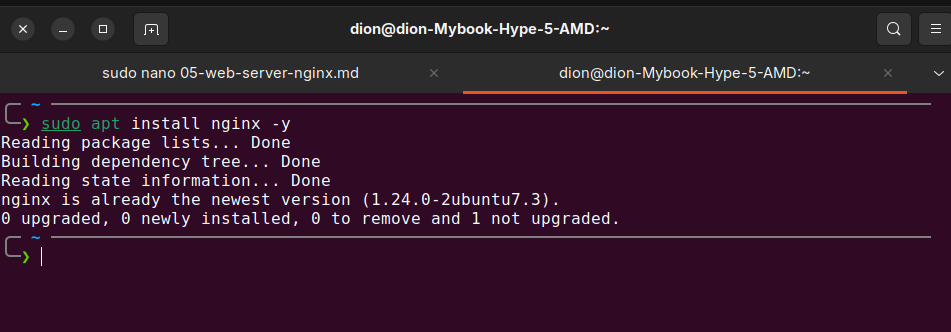 dion@dion-Mybook-Hype-5-AMD:~
sudo nano 05-web-server-nginx.md
dion@dion-Mybook-Hype-5-AMD:~
~
❯ sudo apt install nginx -y
Reading package lists... Done
Building dependency tree... Done
Reading state information... Done
nginx is already the newest version (1.24.0-2ubuntu7.3).
0 upgraded, 0 newly installed, 0 to remove and 1 not upgraded.
~
❯